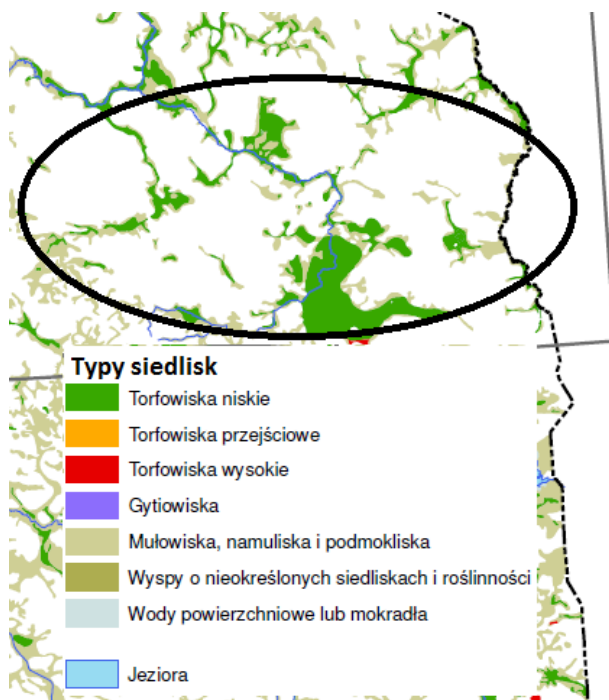 Typy siedlisk
Torfowiska niskie
Torfowiska przejściowe
Torfowiska wysokie
Gytiowiska
Mułowiska, namuliska i podmokliska
Wyspy o nieokreślonych siedliskach i roślinności
Wody powierzchniowe lub mokradła
Jeziora